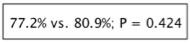 77.2% vs. 80.9%; P = 0.424